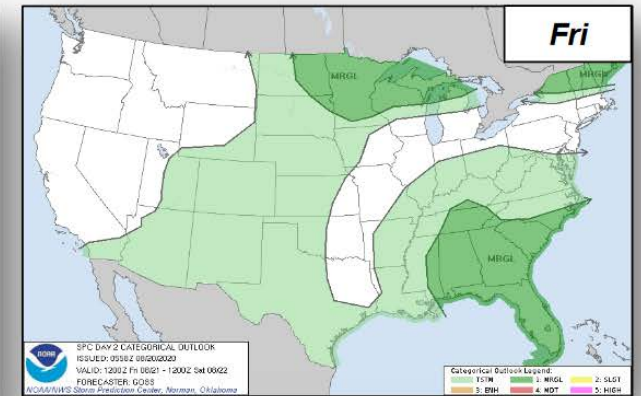 Fri
MRGL
MRGL
MRGL
SPC DAY 2 CATEGORICAL OUTLOOK
ISSUED: 0558Z 08/20/2020
VALID: 1200Z Fri 08/21 - 1200Z Sat 08/22
FORECASTER: GOSS
NOAA/NWS Storm Prediction Center, Norman, Oklahoma
noaa
Categorical Outlook Legend:
TSTM 1: MRGL 2: SLGT
3: ENH 4: MDT 5: HIGH